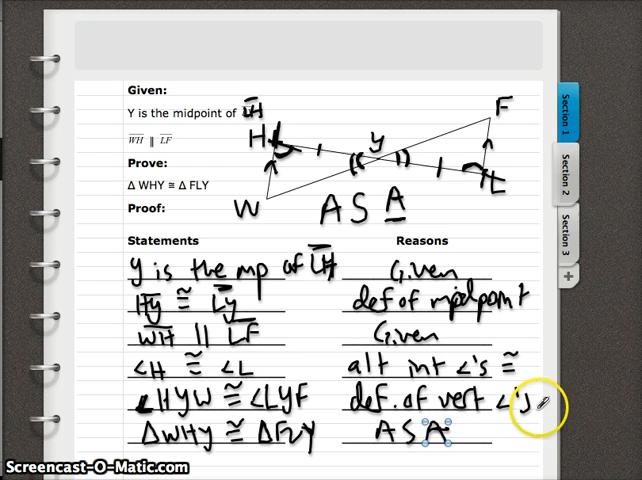 Given:
Y is the midpoint of LH
WH ∥ LF
Prove:
Δ WHY ≅ Δ FLY
Proof:
H
y
F
W
L
A S A
Statements
Reasons
y is the mp of LH
Given
Hy ≅ Ly
def of midpoint
WH || LF
Given
∠H ≅ ∠L
alt int ∠'s ≅
∠HYW ≅ ∠LYF
def. of vert ∠'s
ΔWHy ≅ ΔFLY
A S A
Section 1
Section 2
Section 3
+
Screencast-O-Matic.com